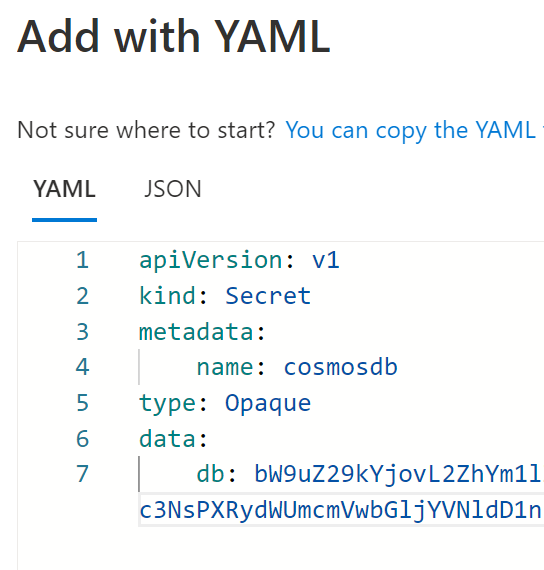 Add with YAML
Not sure where to start? You can copy the YAML
YAML JSON
1 apiVersion: v1
2 kind: Secret
3 metadata:
4 name: cosmosdb
5 type: Opaque
6 data:
7 db: bW9uZ29kYjovL2ZhYm1l
c3NsPXRydWUmcmVwbGljYVNldD1n